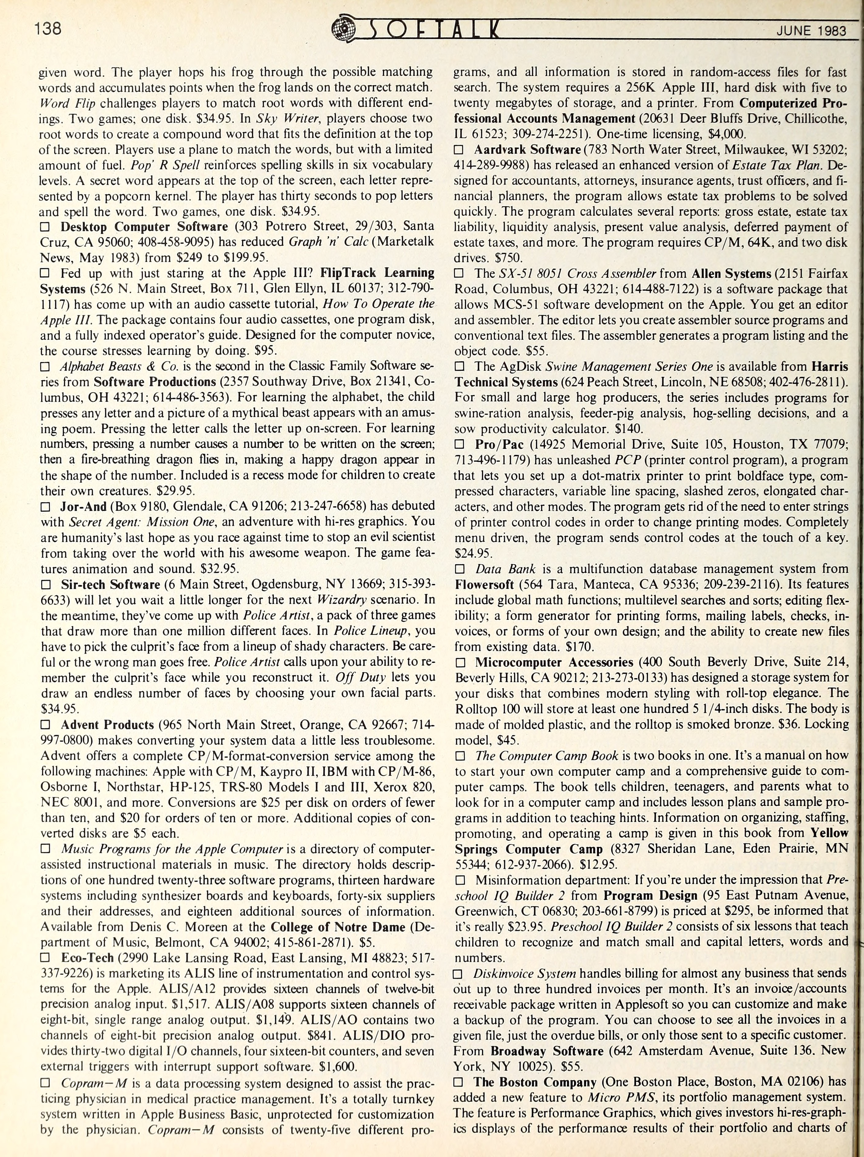 138
SOFTALK
JUNE 1983
given word. The player hops his frog through the possible matching
words and accumulates points when the frog lands on the correct match.
Word Flip challenges players to match root words with different end-
ings. Two games; one disk. $34.95. In Sky Writer, players choose two
root words to create a compound word that fits the definition at the top
of the screen. Players use a plane to match the words, but with a limited
amount of fuel. Pop' R Spell reinforces spelling skills in six vocabulary
levels. A secret word appears at the top of the screen, each letter repre-
sented by a popcorn kernel. The player has thirty seconds to pop letters
and spell the word. Two games, one disk. $34.95.
☐ Desktop Computer Software (303 Potrero Street, 29/303, Santa
Cruz, CA 95060; 408-458-9095) has reduced Graph 'n' Calc (Marketalk
News, May 1983) from $249 to $199.95.
☐ Fed up with just staring at the Apple III? FlipTrack Learning
Systems (526 N. Main Street, Box 711, Glen Ellyn, IL 60137; 312-790-
1117) has come up with an audio cassette tutorial, How To Operate the
Apple III. The package contains four audio cassettes, one program disk,
and a fully indexed operator's guide. Designed for the computer novice,
the course stresses learning by doing. $95.
☐ Alphabet Beasts & Co. is the second in the Classic Family Software se-
ries from Software Productions (2357 Southway Drive, Box 21341, Co-
lumbus, OH 43221; 614-486-3563). For learning the alphabet, the child
presses any letter and a picture of a mythical beast appears with an amus-
ing poem. Pressing the letter calls the letter up on-screen. For learning
numbers, pressing a number causes a number to be written on the screen;
then a fire-breathing dragon flies in, making a happy dragon appear in
the shape of the number. Included is a recess mode for children to create
their own creatures. $29.95.
☐ Jor-And (Box 9180, Glendale, CA 91206; 213-247-6658) has debuted
with Secret Agent: Mission One, an adventure with hi-res graphics. You
are humanity's last hope as you race against time to stop an evil scientist
from taking over the world with his awesome weapon. The game fea-
tures animation and sound. $32.95.
☐ Sir-tech Software (6 Main Street, Ogdensburg, NY 13669; 315-393-
6633) will let you wait a little longer for the next Wizardry scenario. In
the meantime, they've come up with Police Artist, a pack of three games
that draw more than one million different faces. In Police Lineup, you
have to pick the culprit's face from a lineup of shady characters. Be care-
ful or the wrong man goes free. Police Artist calls upon your ability to re-
member the culprit's face while you reconstruct it. Off Duty lets you
draw an endless number of faces by choosing your own facial parts.
$34.95.
☐ Advent Products (965 North Main Street, Orange, CA 92667; 714-
997-0800) makes converting your system data a little less troublesome.
Advent offers a complete CP/M-format-conversion service among the
following machines: Apple with CP/M, Kaypro II, IBM with CP/M-86,
Osborne I, Northstar, HP-125, TRS-80 Models I and III, Xerox 820,
NEC 8001, and more. Conversions are $25 per disk on orders of fewer
than ten, and $20 for orders of ten or more. Additional copies of con-
verted disks are $5 each.
☐ Music Programs for the Apple Computer is a directory of computer-
assisted instructional materials in music. The directory holds descrip-
tions of one hundred twenty-three software programs, thirteen hardware
systems including synthesizer boards and keyboards, forty-six suppliers
and their addresses, and eighteen additional sources of information.
Available from Denis C. Moreen at the College of Notre Dame (De-
partment of Music, Belmont, CA 94002; 415-861-2871). $5.
☐ Eco-Tech (2990 Lake Lansing Road, East Lansing, MI 48823; 517-
337-9226) is marketing its ALIS line of instrumentation and control sys-
tems for the Apple. ALIS/A12 provides sixteen channels of twelve-bit
precision analog input. $1,517. ALIS/A08 supports sixteen channels of
eight-bit, single range analog output. $1,149. ALIS/AO contains two
channels of eight-bit precision analog output. $841. ALIS/DIO pro-
vides thirty-two digital I/O channels, four sixteen-bit counters, and seven
external triggers with interrupt support software. $1,600.
☐ Copram—M is a data processing system designed to assist the prac-
ticing physician in medical practice management. It's a totally turnkey
system written in Apple Business Basic, unprotected for customization
by the physician. Copram—M consists of twenty-five different pro-
grams, and all information is stored in random-access files for fast
search. The system requires a 256K Apple III, hard disk with five to
twenty megabytes of storage, and a printer. From Computerized Pro-
fessional Accounts Management (20631 Deer Bluffs Drive, Chillicothe,
IL 61523; 309-274-2251). One-time licensing, $4,000.
☐ Aardvark Software (783 North Water Street, Milwaukee, WI 53202;
414-289-9988) has released an enhanced version of Estate Tax Plan. De-
signed for accountants, attorneys, insurance agents, trust officers, and fi-
nancial planners, the program allows estate tax problems to be solved
quickly. The program calculates several reports: gross estate, estate tax
liability, liquidity analysis, present value analysis, deferred payment of
estate taxes, and more. The program requires CP/M, 64K, and two disk
drives. $750.
☐ The SX-51 8051 Cross Assembler from Allen Systems (2151 Fairfax
Road, Columbus, OH 43221; 614-488-7122) is a software package that
allows MCS-51 software development on the Apple. You get an editor
and assembler. The editor lets you create assembler source programs and
conventional text files. The assembler generates a program listing and the
object code. $55.
☐ The AgDisk Swine Management Series One is available from Harris
Technical Systems (624 Peach Street, Lincoln, NE 68508; 402-476-2811).
For small and large hog producers, the series includes programs for
swine-ration analysis, feeder-pig analysis, hog-selling decisions, and a
sow productivity calculator. $140.
☐ Pro/Pac (14925 Memorial Drive, Suite 105, Houston, TX 77079;
713-496-1179) has unleashed PCP (printer control program), a program
that lets you set up a dot-matrix printer to print boldface type, com-
pressed characters, variable line spacing, slashed zeros, elongated char-
acters, and other modes. The program gets rid of the need to enter strings
of printer control codes in order to change printing modes. Completely
menu driven, the program sends control codes at the touch of a key.
$24.95.
☐ Data Bank is a multifunction database management system from
Flowersoft (564 Tara, Manteca, CA 95336; 209-239-2116). Its features
include global math functions; multilevel searches and sorts; editing flex-
ibility; a form generator for printing forms, mailing labels, checks, in-
voices, or forms of your own design; and the ability to create new files
from existing data. $170.
☐ Microcomputer Accessories (400 South Beverly Drive, Suite 214,
Beverly Hills, CA 90212; 213-273-0133) has designed a storage system for
your disks that combines modern styling with roll-top elegance. The
Rolltop 100 will store at least one hundred 5 1/4-inch disks. The body is
made of molded plastic, and the rolltop is smoked bronze. $36. Locking
model, $45.
☐ The Computer Camp Book is two books in one. It's a manual on how
to start your own computer camp and a comprehensive guide to com-
puter camps. The book tells children, teenagers, and parents what to
look for in a computer camp and includes lesson plans and sample pro-
grams in addition to teaching hints. Information on organizing, staffing,
promoting, and operating a camp is given in this book from Yellow
Springs Computer Camp (8327 Sheridan Lane, Eden Prairie, MN
55344; 612-937-2066). $12.95.
☐ Misinformation department: If you're under the impression that Pre-
school IQ Builder 2 from Program Design (95 East Putnam Avenue,
Greenwich, CT 06830; 203-661-8799) is priced at $295, be informed that
it's really $23.95. Preschool IQ Builder 2 consists of six lessons that teach
children to recognize and match small and capital letters, words and
numbers.
☐ Diskinvoice System handles billing for almost any business that sends
out up to three hundred invoices per month. It's an invoice/accounts
receivable package written in Applesoft so you can customize and make
a backup of the program. You can choose to see all the invoices in a
given file, just the overdue bills, or only those sent to a specific customer.
From Broadway Software (642 Amsterdam Avenue, Suite 136. New
York, NY 10025). $55.
☐ The Boston Company (One Boston Place, Boston, MA 02106) has
added a new feature to Micro PMS, its portfolio management system.
The feature is Performance Graphics, which gives investors hi-res-graph-
ics displays of the performance results of their portfolio and charts of